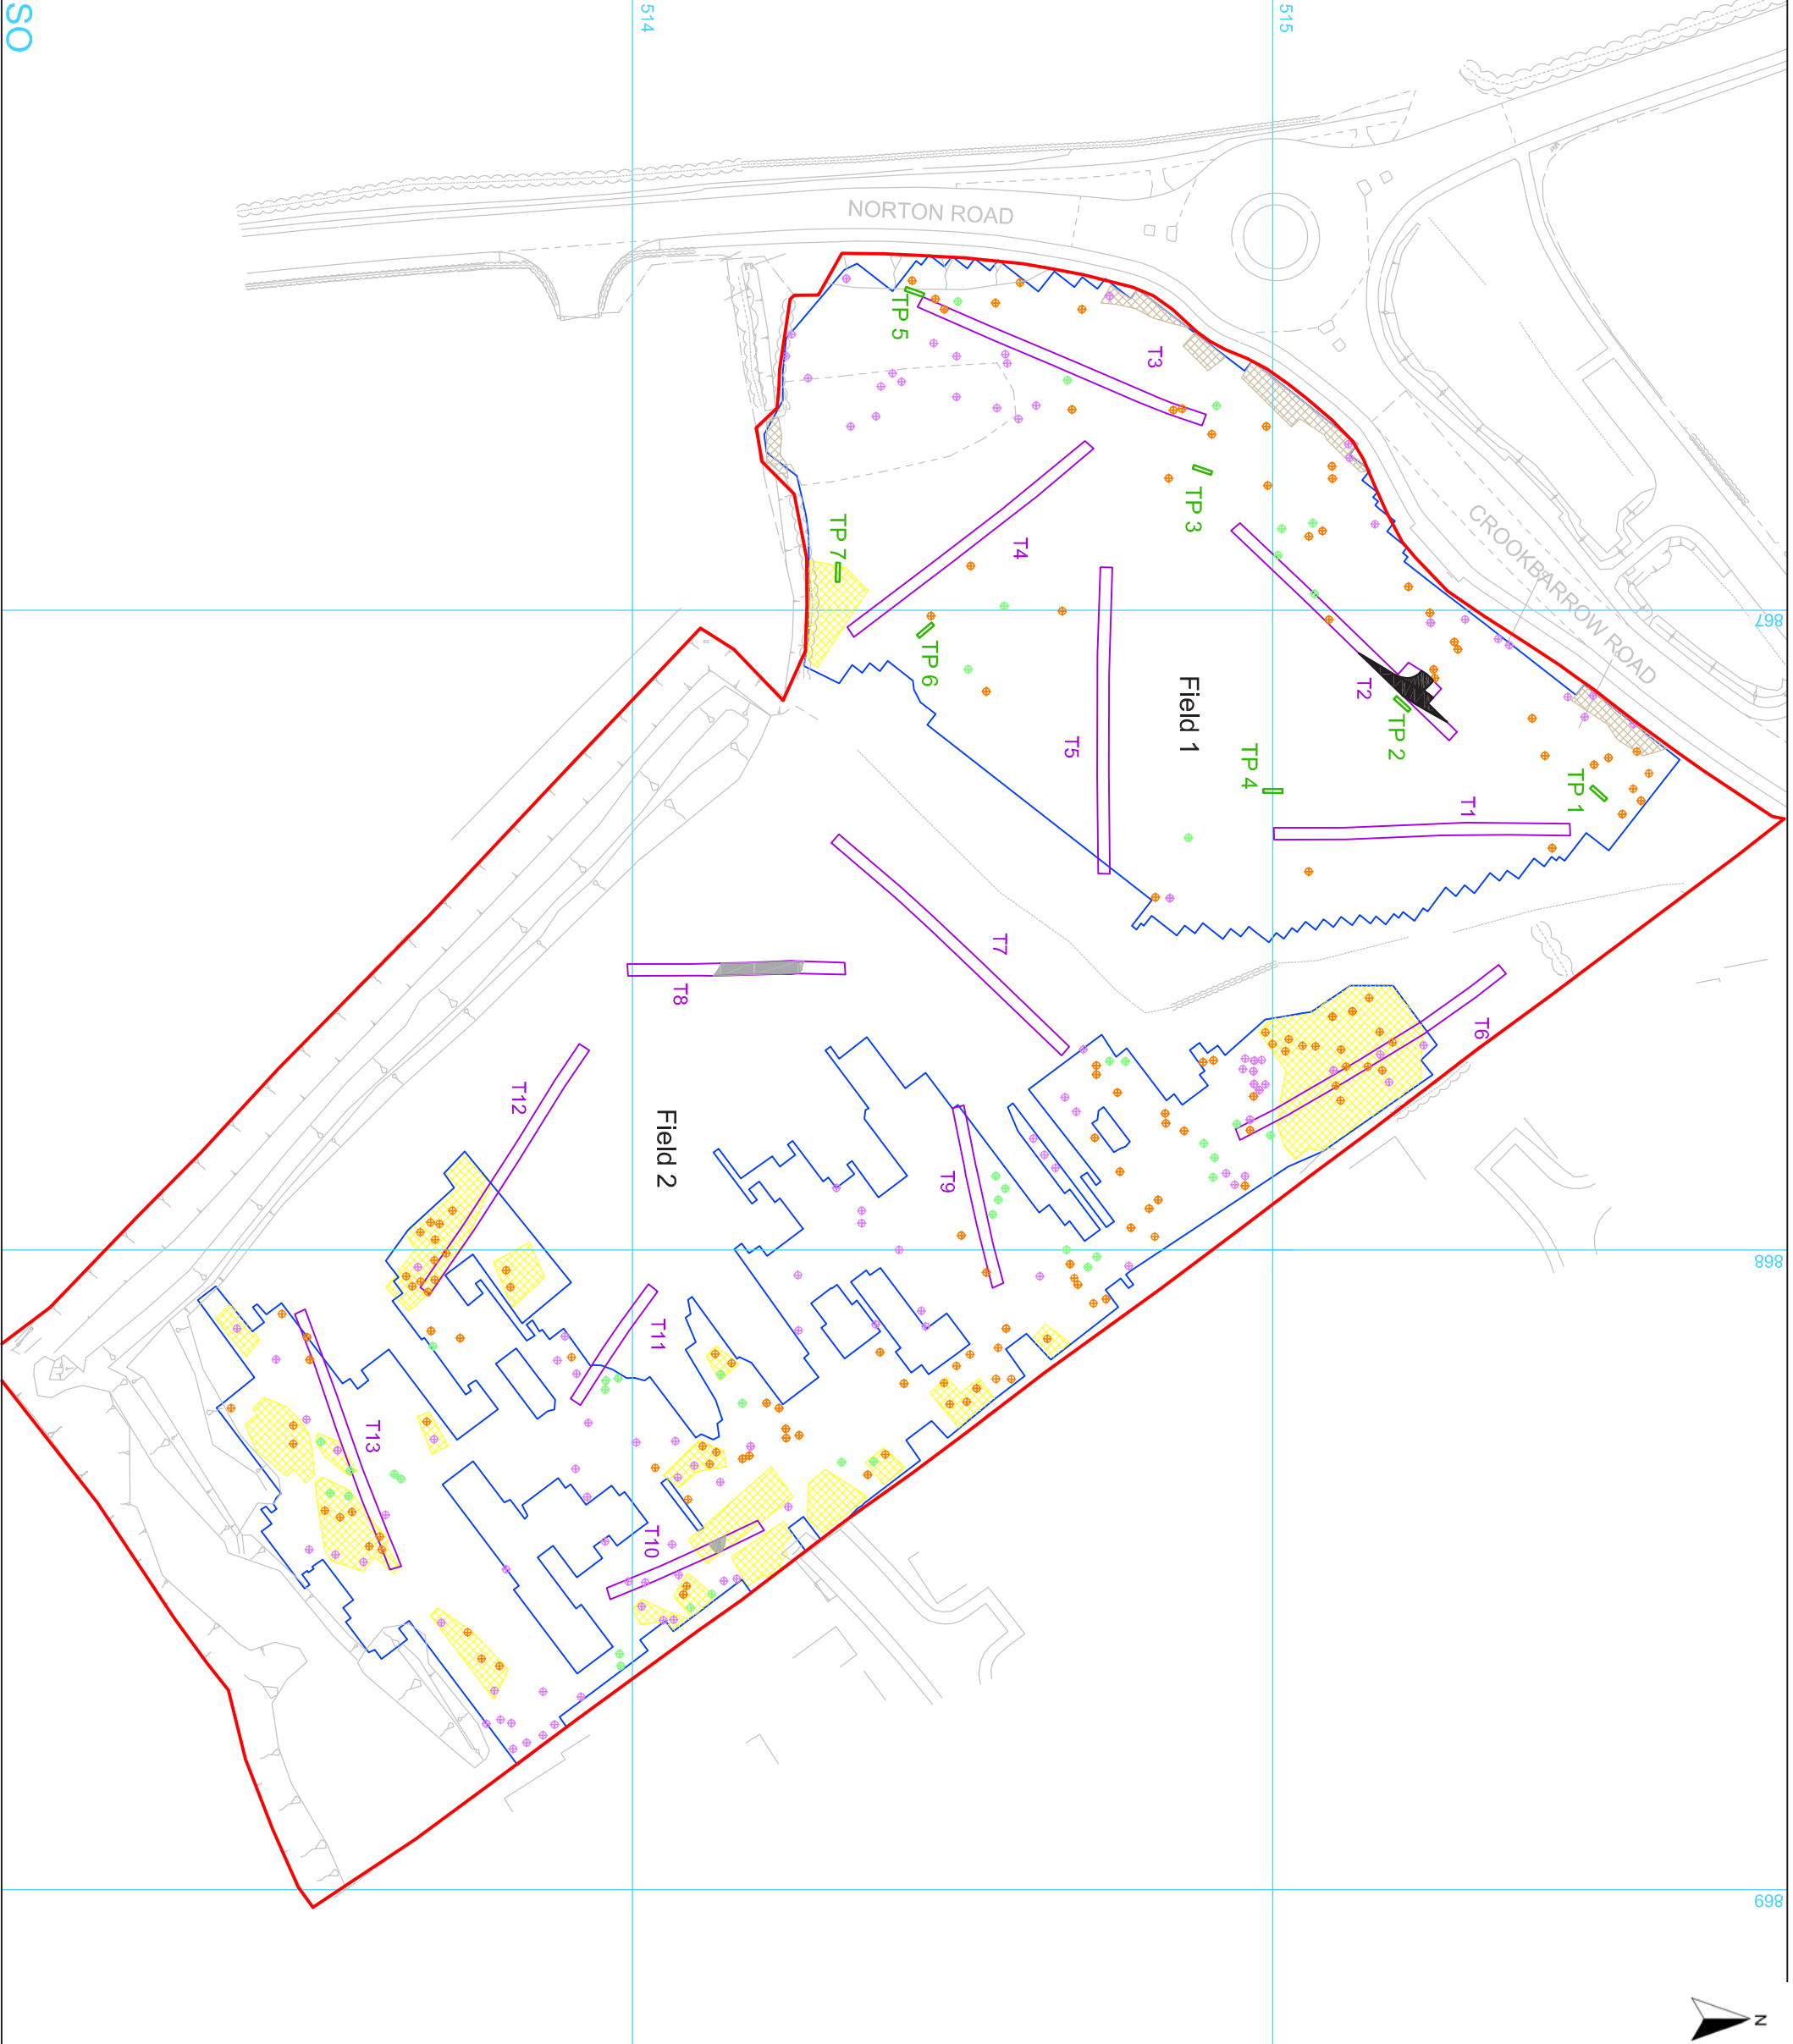 SO
514
515
NORTON ROAD
CROOKBARROW ROAD
867
868
869
TP 5
T3
TP 3
TP 7
T4
TP 6
T5
Field 1
T2
TP 2
TP 4
TP 1
T1
T7
T8
T6
T12
Field 2
T9
T11
T13
T10
N